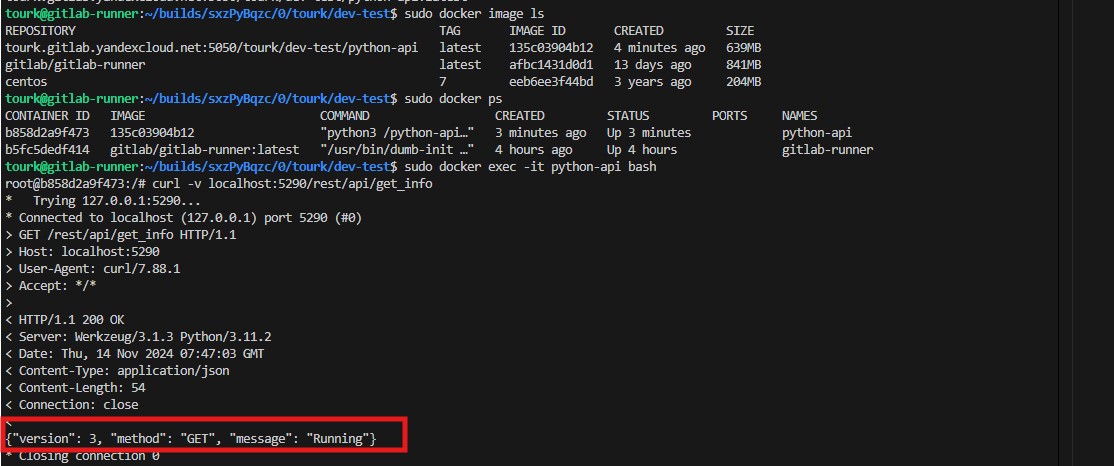 tourk@gitlab-runner:~/builds/sxzPyBqzc/0/tourk/dev-test$ sudo docker image ls
REPOSITORY TAG IMAGE ID CREATED SIZE
tourk.gitlab.yandexcloud.net:5050/tourk/dev-test/python-api latest 135c03904b12 4 minutes ago 639MB
gitlab/gitlab-runner latest afbc1431d0d1 13 days ago 841MB
centos 7 eeb6ee3f44bd 3 years ago 204MB
tourk@gitlab-runner:~/builds/sxzPyBqzc/0/tourk/dev-test$ sudo docker ps
CONTAINER ID IMAGE COMMAND CREATED STATUS PORTS NAMES
b858d2a9f473 135c03904b12 "python3 /python-api…" 3 minutes ago Up 3 minutes python-api
b5fc5dedf414 gitlab/gitlab-runner:latest "/usr/bin/dumb-init …" 4 hours ago Up 4 hours gitlab-runner
tourk@gitlab-runner:~/builds/sxzPyBqzc/0/tourk/dev-test$ sudo docker exec -it python-api bash
root@b858d2a9f473:/# curl -v localhost:5290/rest/api/get_info
* Trying 127.0.0.1:5290...
* Connected to localhost (127.0.0.1) port 5290 (#0)
> GET /rest/api/get_info HTTP/1.1
> Host: localhost:5290
> User-Agent: curl/7.88.1
> Accept: */*
>
< HTTP/1.1 200 OK
< Server: Werkzeug/3.1.3 Python/3.11.2
< Date: Thu, 14 Nov 2024 07:47:03 GMT
< Content-Type: application/json
< Content-Length: 54
< Connection: close
<
{"version": 3, "method": "GET", "message": "Running"}
* Closing connection 0